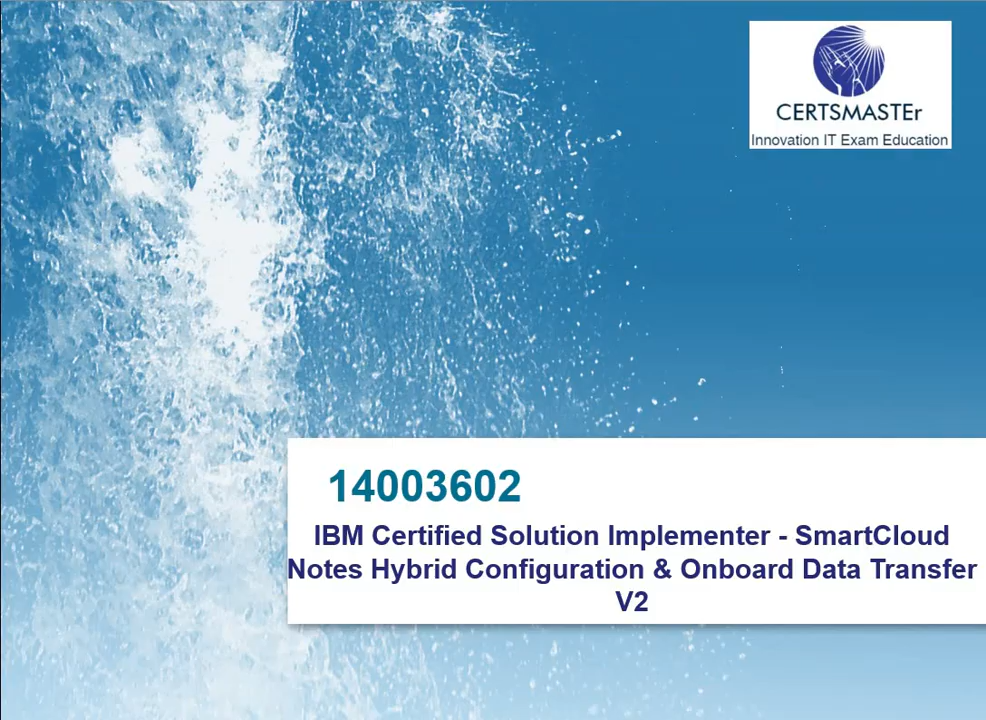 CERTSMASTEr
Innovation IT Exam Education
14003602
IBM Certified Solution Implementer - SmartCloud
Notes Hybrid Configuration & Onboard Data Transfer
V2